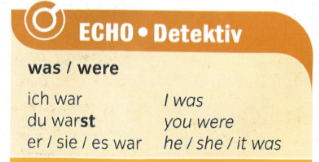 ECHO • Detektiv
was / were
ich war I was
du warst you were
er / sie / es war he / she / it was